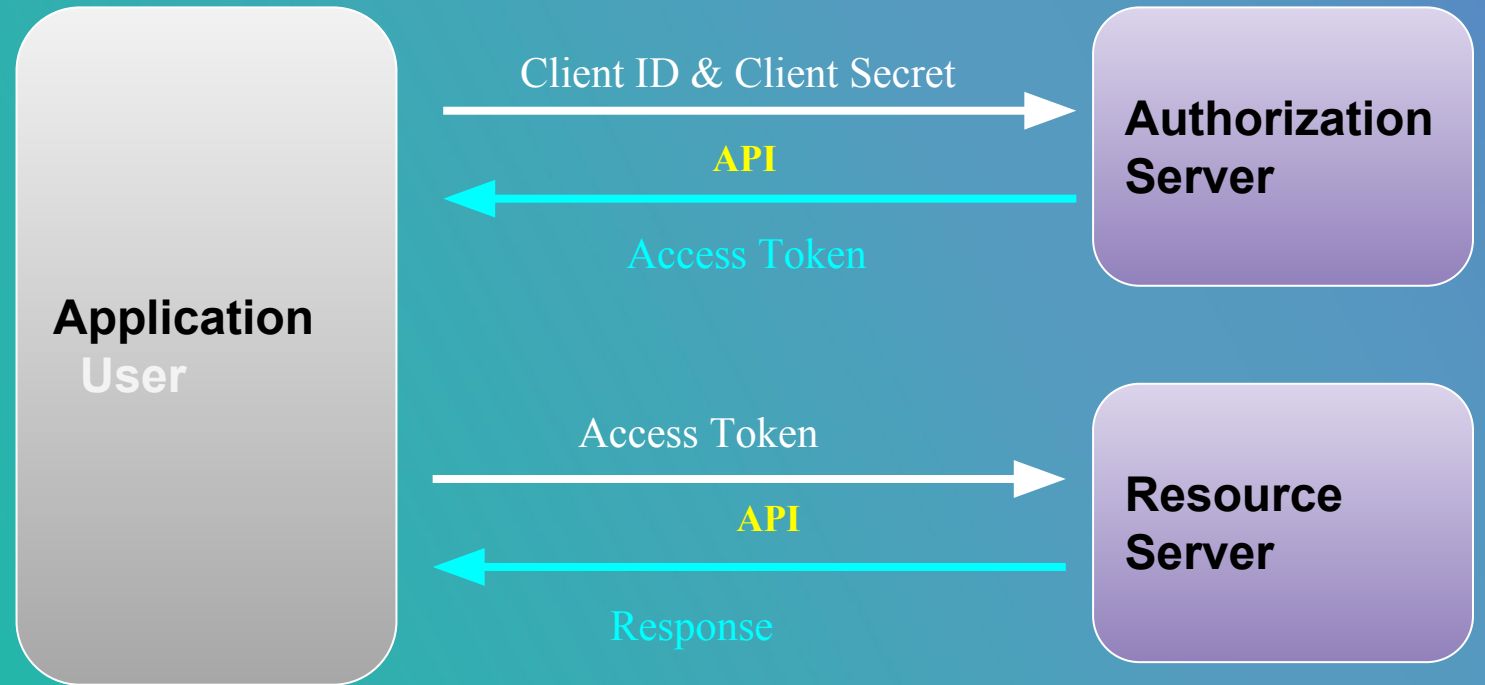 Client ID & Client Secret
API
Access Token
Authorization
Server
Application
User
Access Token
API
Response
Resource
Server